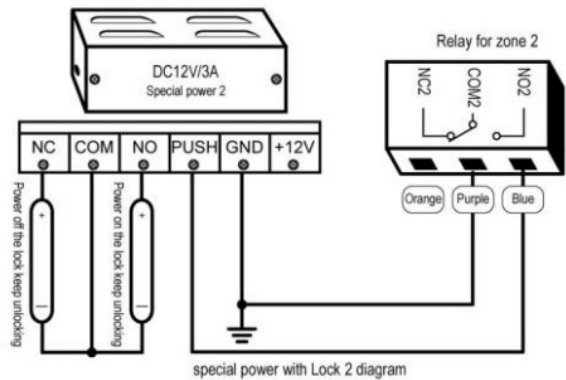 Relay for zone 2
DC12V/3A
Special power 2
NC2
COM2
NO2
NC COM NO PUSH GND +12V
Orange Purple Blue
Power off the lock keep unlocking
+
—
Power on the lock keep unlocking
+
—
special power with Lock 2 diagram